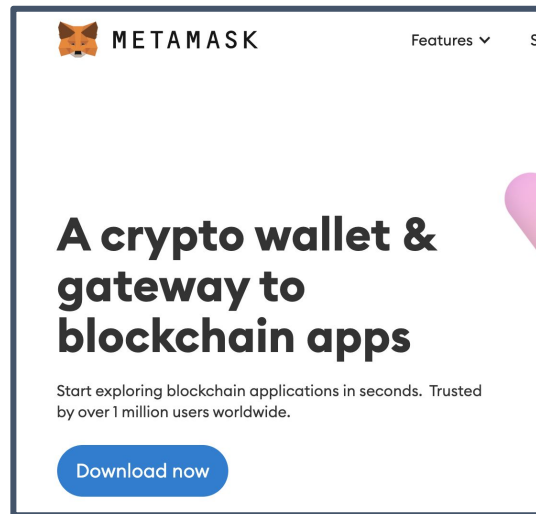 METAMASK
Features
S
A crypto wallet &
gateway to
blockchain apps
Start exploring blockchain applications in seconds. Trusted
by over 1 million users worldwide.
Download now